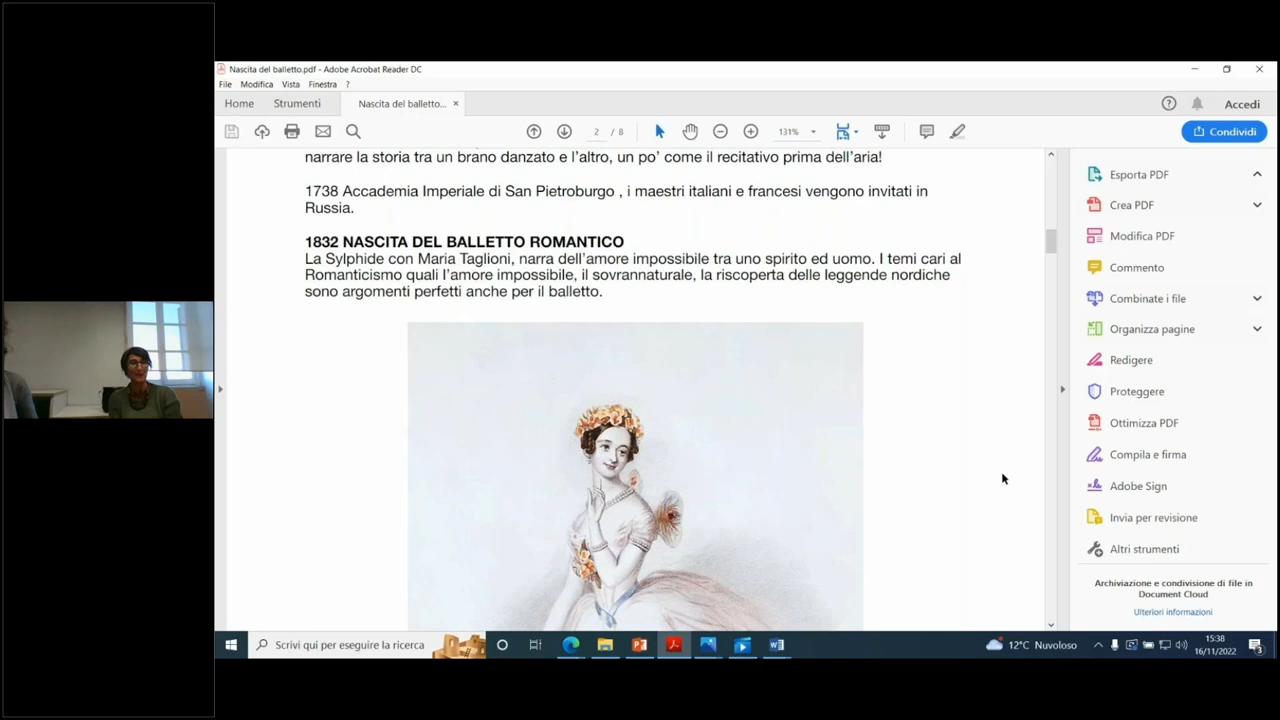 Nascita del balletto.pdf - Adobe Acrobat Reader DC
File Modifica Vista Finestra ?
Home Strumenti Nascita del balletto... × Accedi
2 / 8 131% Condividi
narrare la storia tra un brano danzato e l'altro, un po' come il recitativo prima dell'aria!
1738 Accademia Imperiale di San Pietroburgo , i maestri italiani e francesi vengono invitati in
Russia.
1832 NASCITA DEL BALLETTO ROMANTICO
La Sylphide con Maria Taglioni, narra dell'amore impossibile tra uno spirito ed uomo. I temi cari al
Romanticismo quali l'amore impossibile, il sovrannaturale, la riscoperta delle leggende nordiche
sono argomenti perfetti anche per il balletto.
Esporta PDF
Crea PDF
Modifica PDF
Commento
Combinate i file
Organizza pagine
Redigere
Proteggere
Ottimizza PDF
Compila e firma
Adobe Sign
Invia per revisione
Altri strumenti
Archiviazione e condivisione di file in
Document Cloud
Ulteriori informazioni
Scrivi qui per eseguire la ricerca
12°C Nuvoloso
15:38
16/11/2022
3